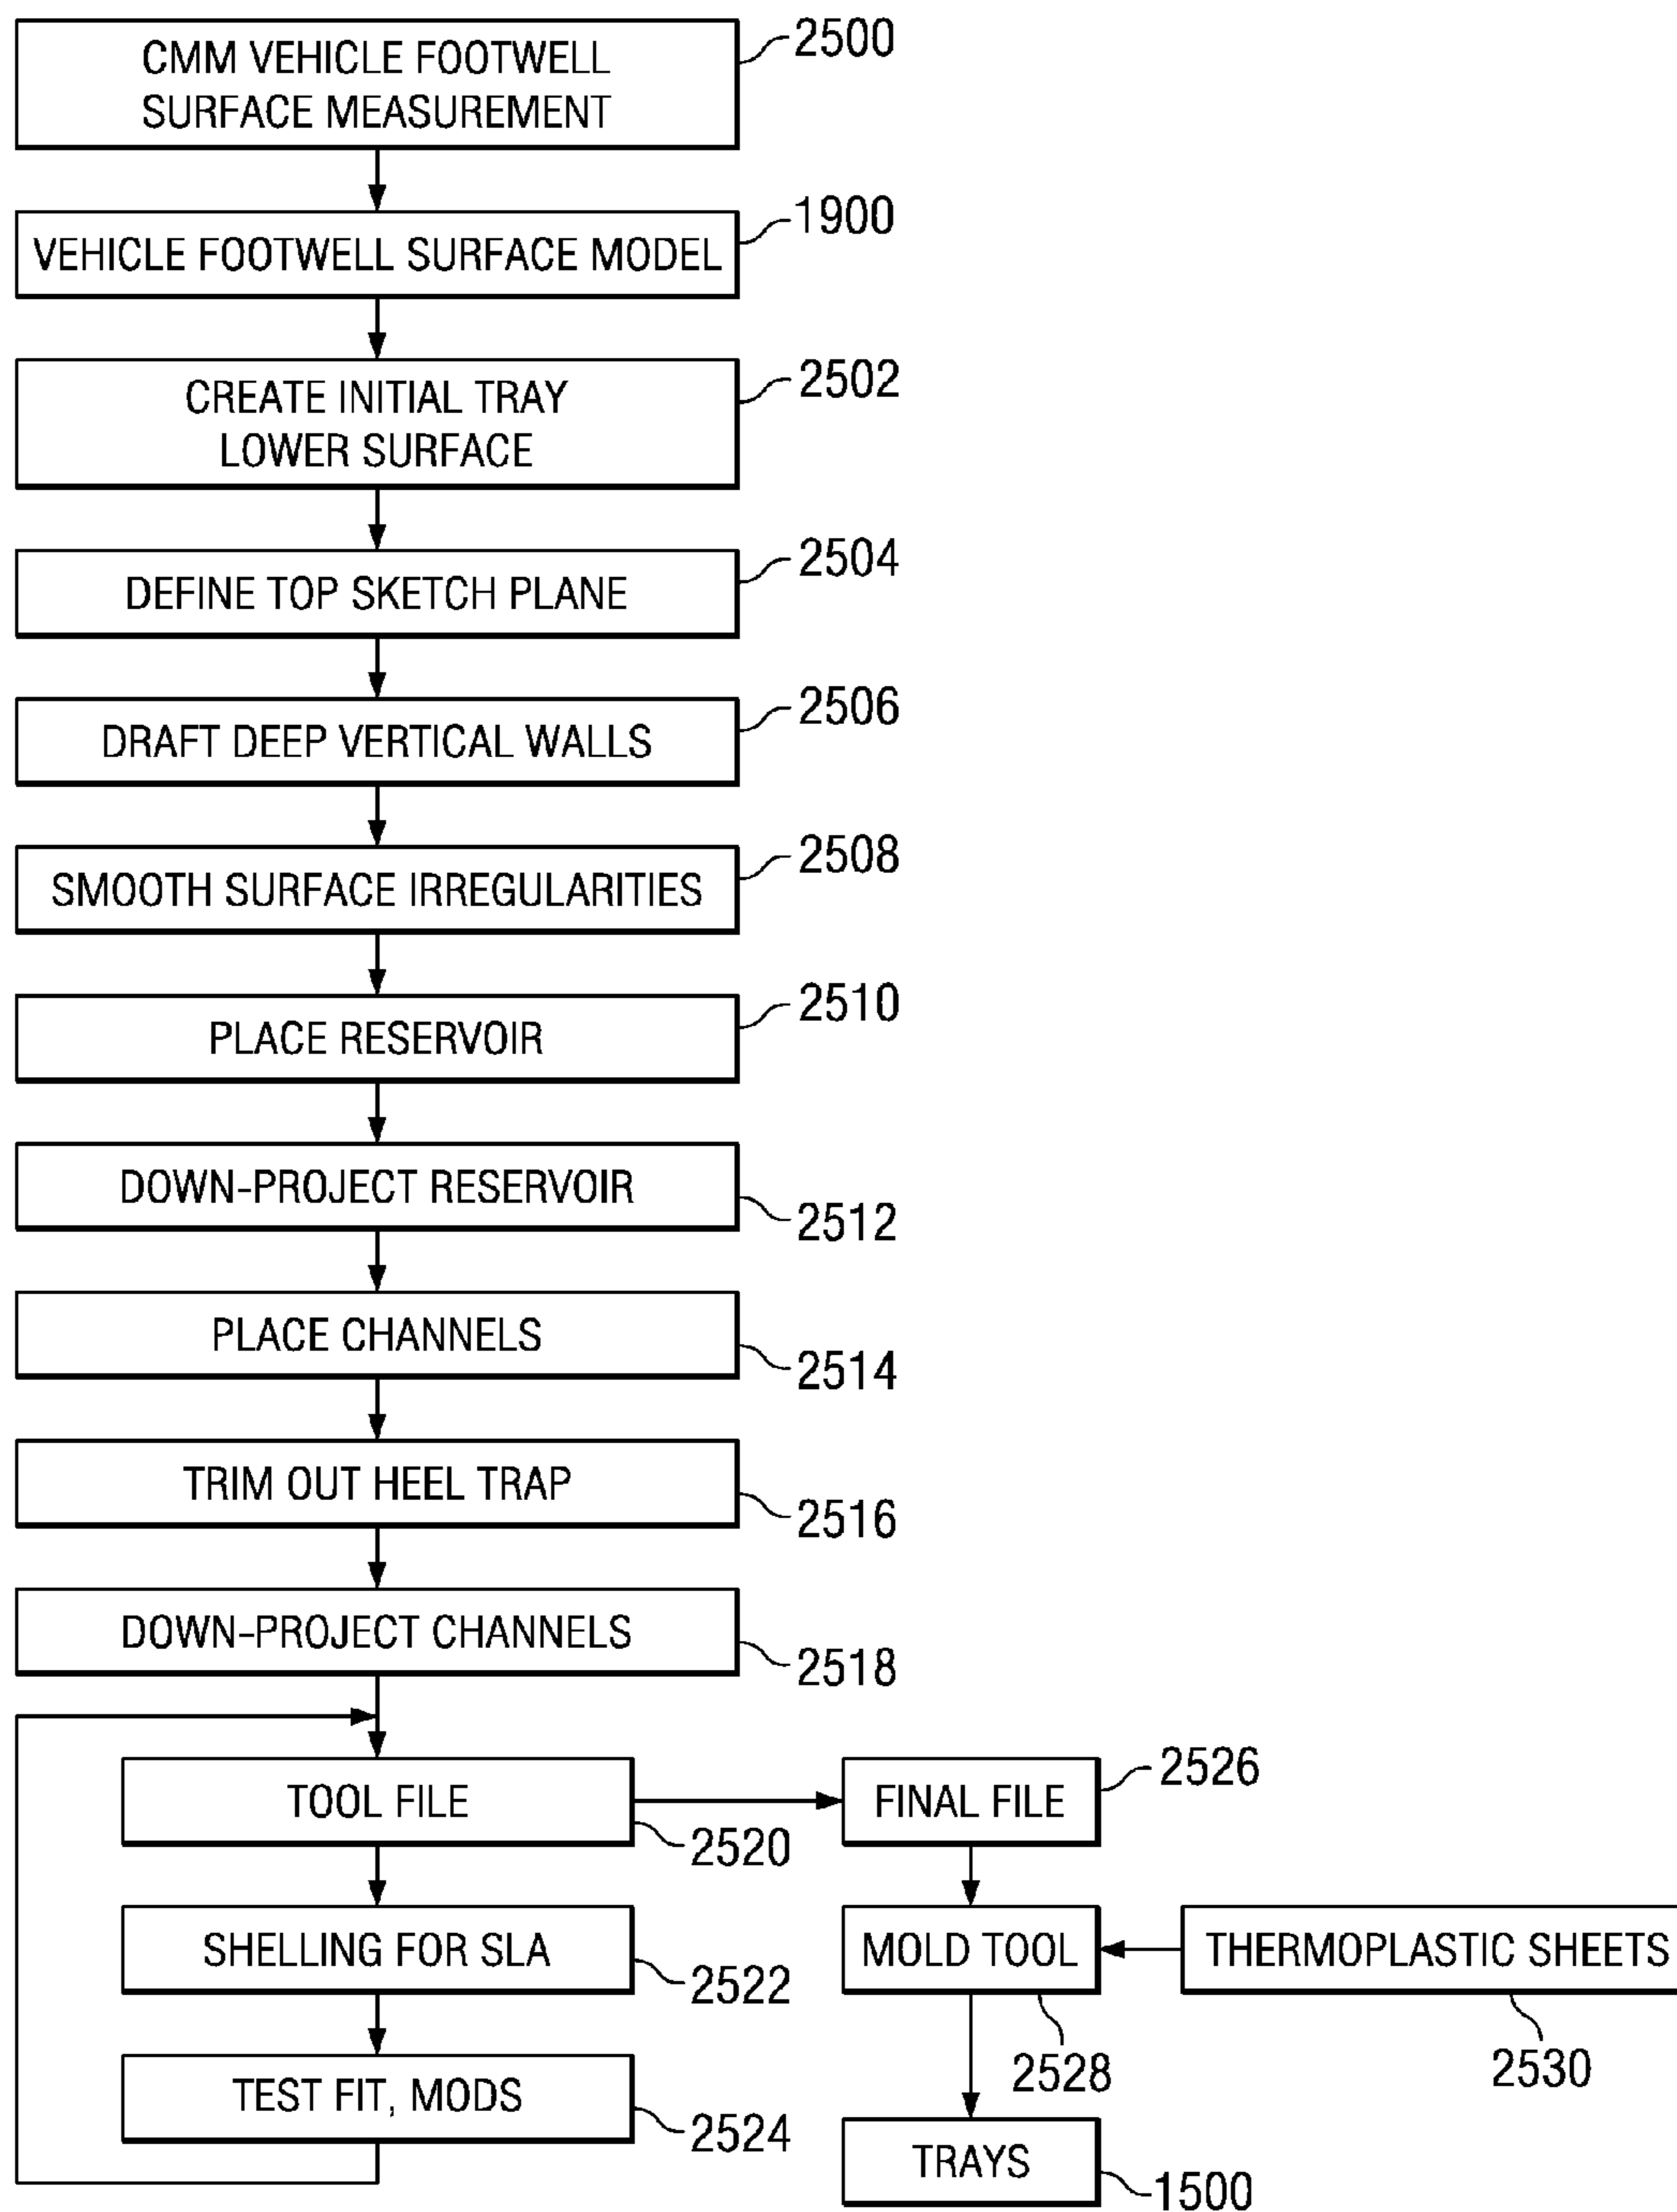 CMM VEHICLE FOOTWELL
SURFACE MEASUREMENT
2500
VEHICLE FOOTWELL SURFACE MODEL
1900
CREATE INITIAL TRAY
LOWER SURFACE
2502
DEFINE TOP SKETCH PLANE
2504
DRAFT DEEP VERTICAL WALLS
2506
SMOOTH SURFACE IRREGULARITIES
2508
PLACE RESERVOIR
2510
DOWN-PROJECT RESERVOIR
2512
PLACE CHANNELS
2514
TRIM OUT HEEL TRAP
2516
DOWN-PROJECT CHANNELS
2518
TOOL FILE
2520
FINAL FILE
2526
SHELLING FOR SLA
2522
MOLD TOOL
2528
THERMOPLASTIC SHEETS
2530
TEST FIT, MODS
2524
TRAYS
1500